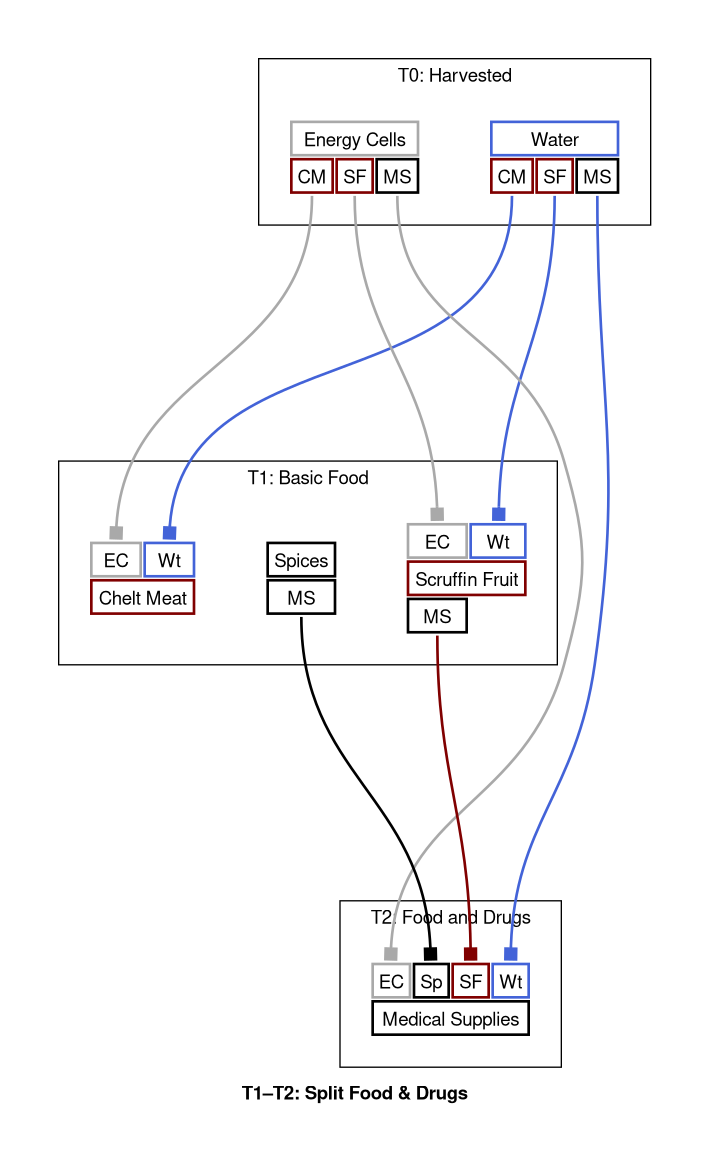 T0: Harvested
Energy Cells Water
CM SF MS CM SF MS
T1: Basic Food
EC Wt
Chelt Meat
Spices
MS
EC Wt
Scruffin Fruit
MS
T2: Food and Drugs
EC Sp SF Wt
Medical Supplies
T1–T2: Split Food & Drugs